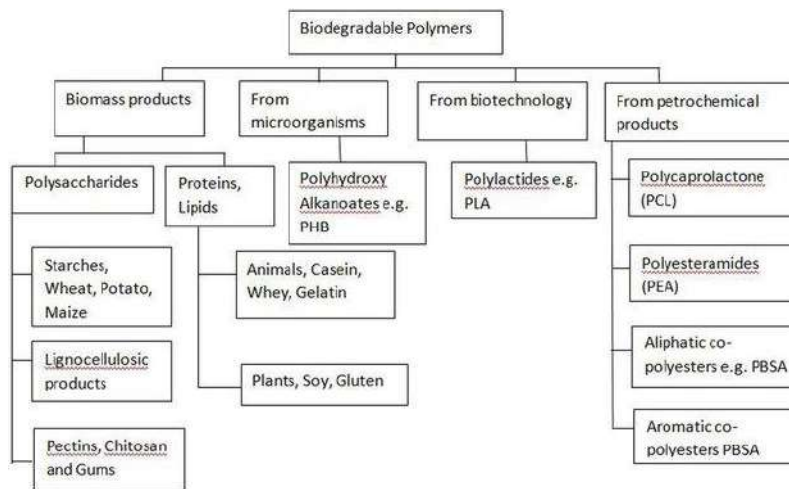 Biodegradable Polymers
Biomass products
From
microorganisms
From biotechnology
From petrochemical
products
Polysaccharides
Proteins,
Lipids
Polyhydroxy
Alkanoates e.g.
PHB
Polylactides e.g.
PLA
Polycaprolactone
(PCL)
Starches,
Wheat, Potato,
Maize
Animals, Casein,
Whey, Gelatin
Polyesteramides
(PEA)
Lignocellulosic
products
Plants, Soy, Gluten
Aliphatic co-
polyesters e.g. PBSA
Pectins, Chitosan
and Gums
Aromatic co-
polyesters PBSA